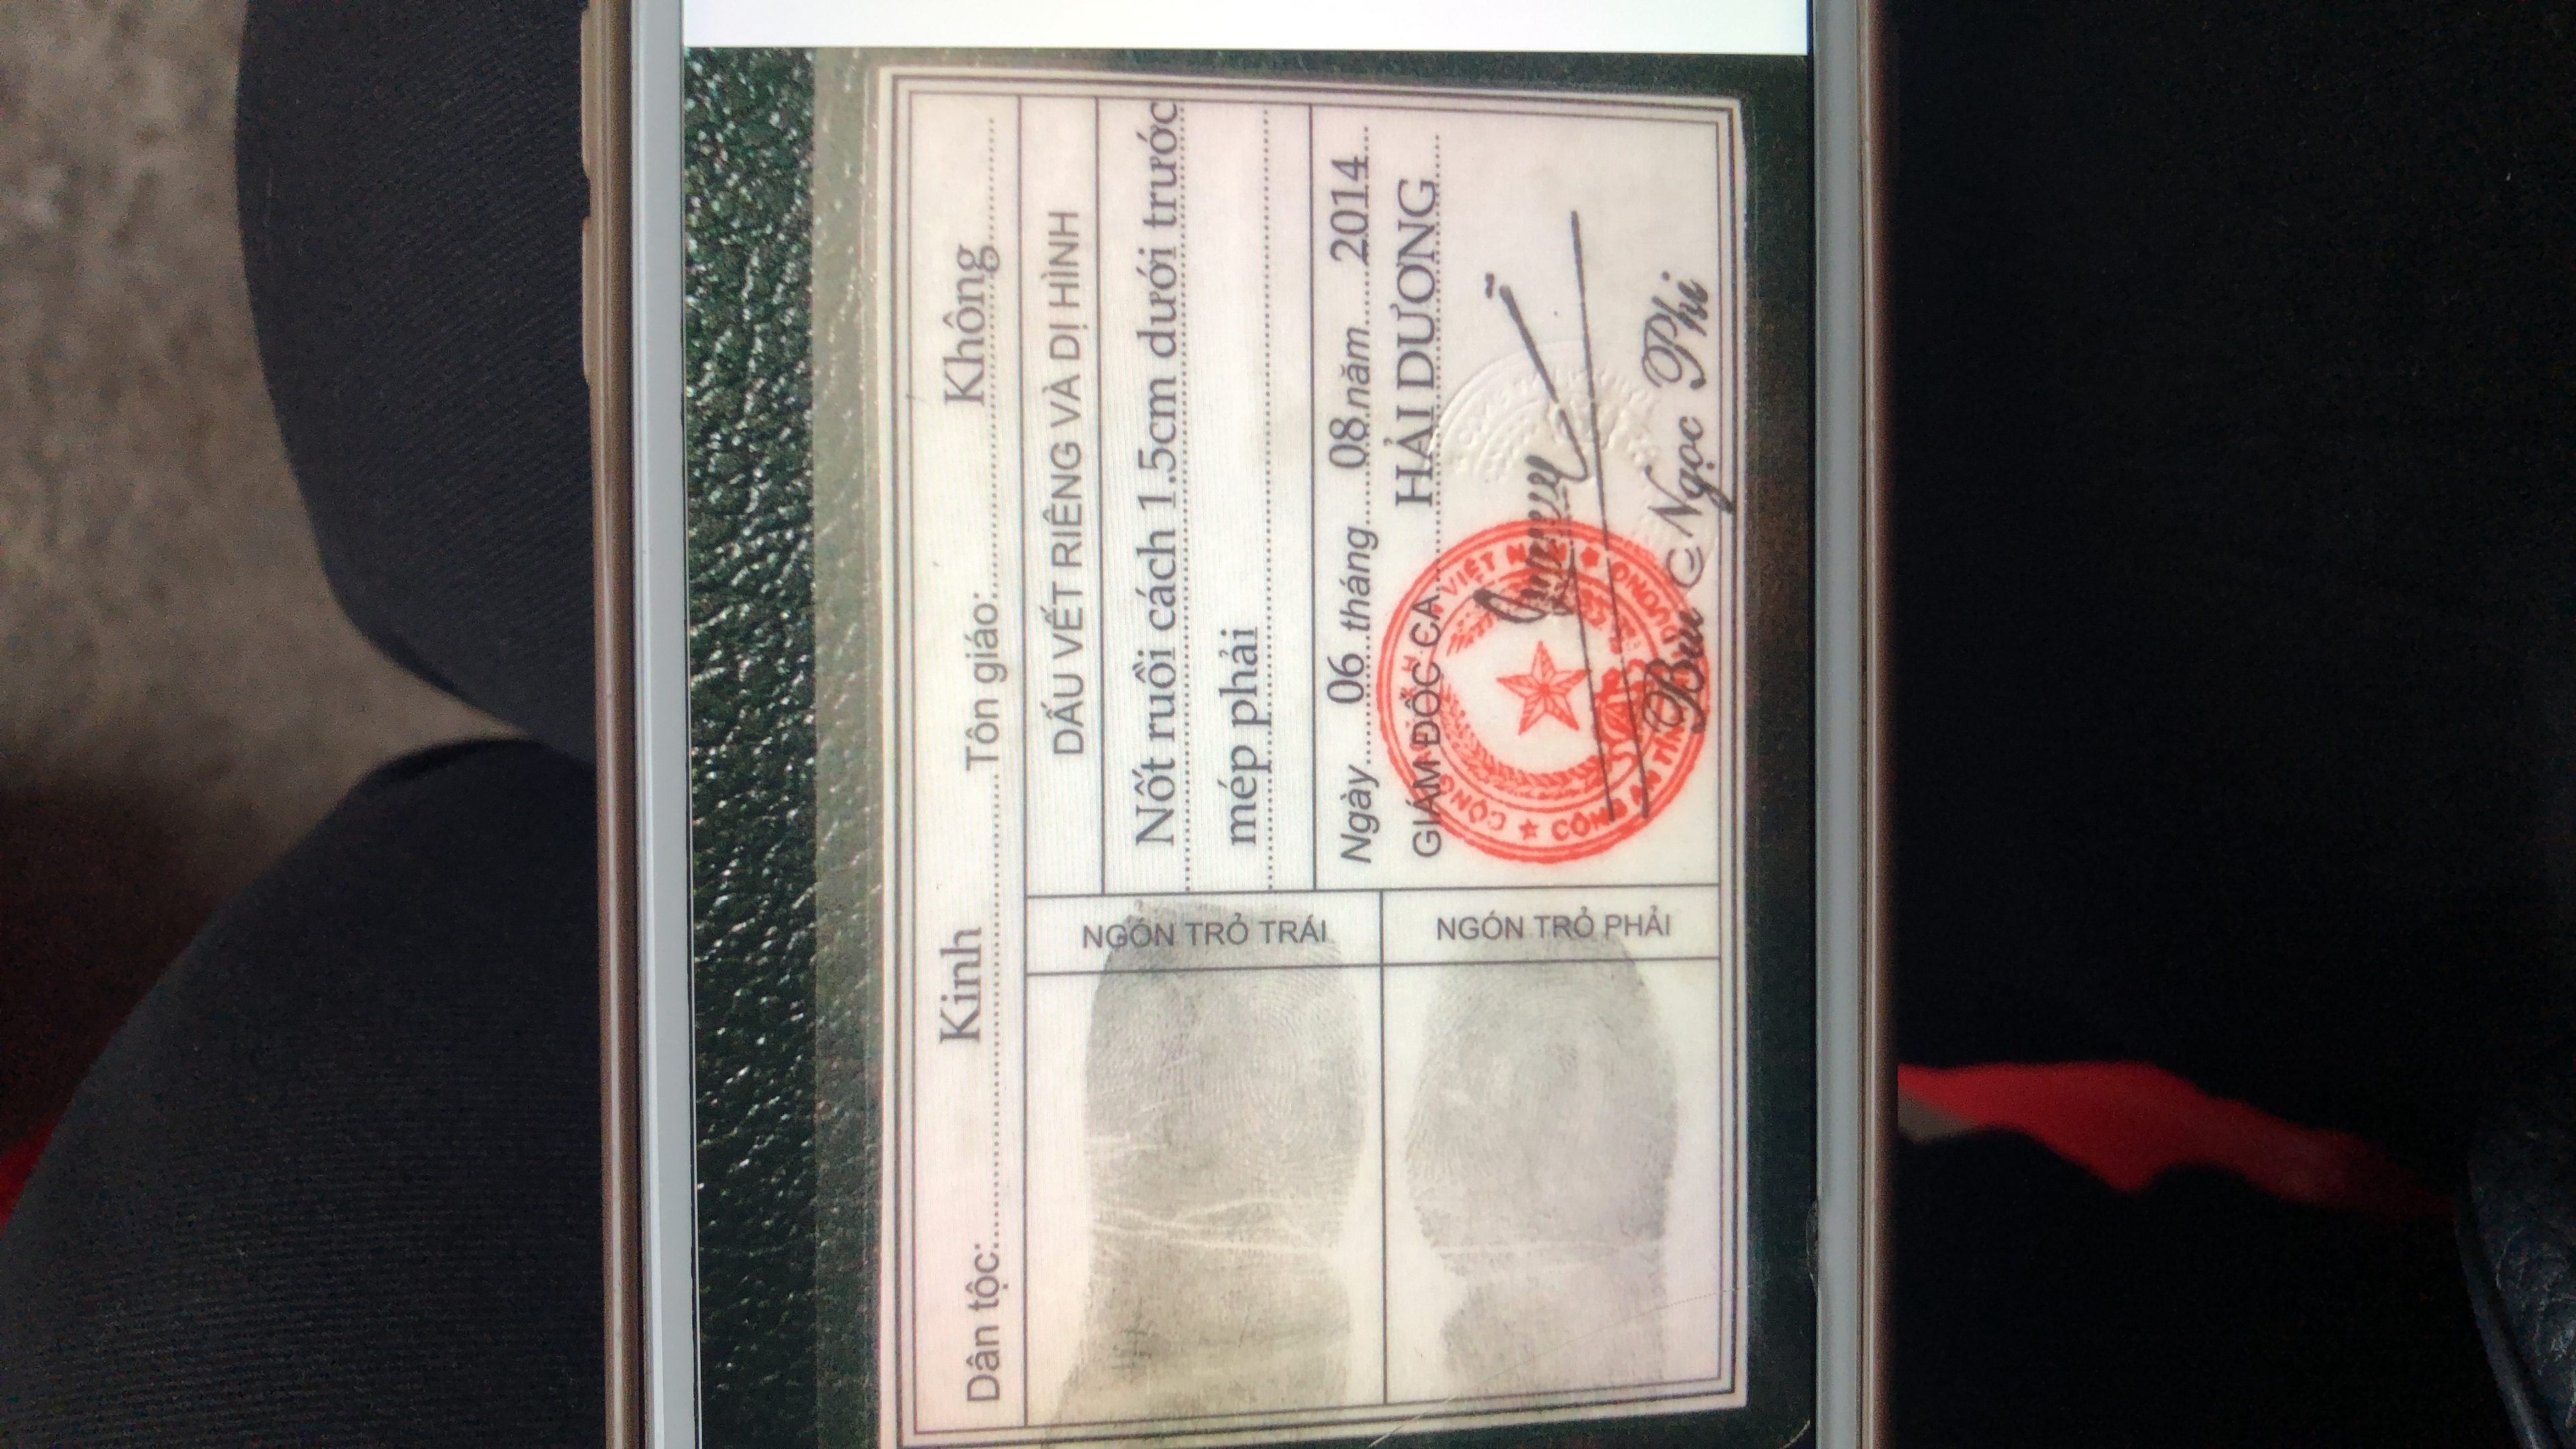 Dân tộc: Kinh Tôn giáo: Không
NGÓN TRỎ TRÁI
NGÓN TRỎ PHẢI
DẤU VẾT RIÊNG VÀ DỊ HÌNH
Nốt ruồi cách 1.5cm dưới trước
mép phải
Ngày 06 tháng 08 năm 2014
GIÁM ĐỐC CA HẢI DƯƠNG
Bùi Ngọc Phi